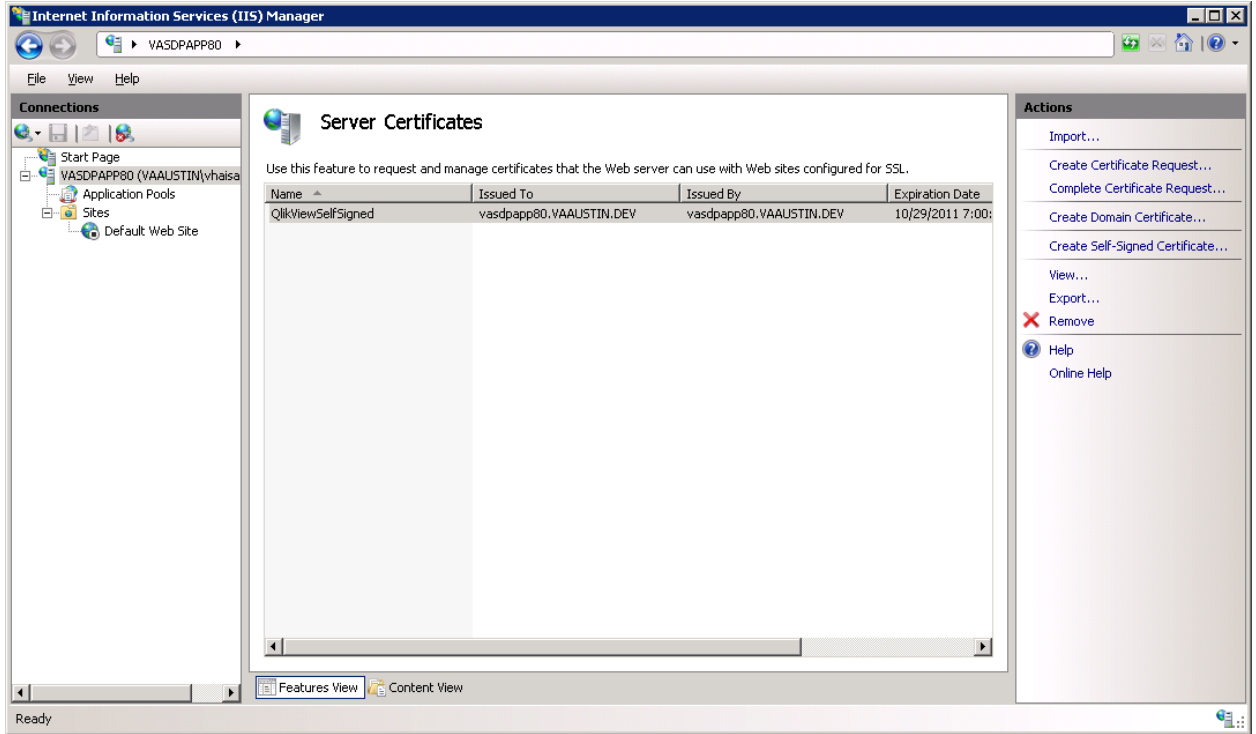 Internet Information Services (IIS) Manager
VASDPAPP80
File View Help
Connections
Start Page
VASDPAPP80 (VAAUSTIN\vhaisa
Application Pools
Sites
Default Web Site
Server Certificates
Use this feature to request and manage certificates that the Web server can use with Web sites configured for SSL.
Name Issued To Issued By Expiration Date
QlikViewSelfSigned vasdpapp80.VAAUSTIN.DEV vasdpapp80.VAAUSTIN.DEV 10/29/2011 7:00:
Features View Content View
Actions
Import...
Create Certificate Request...
Complete Certificate Request...
Create Domain Certificate...
Create Self-Signed Certificate...
View...
Export...
Remove
Help
Online Help
Ready